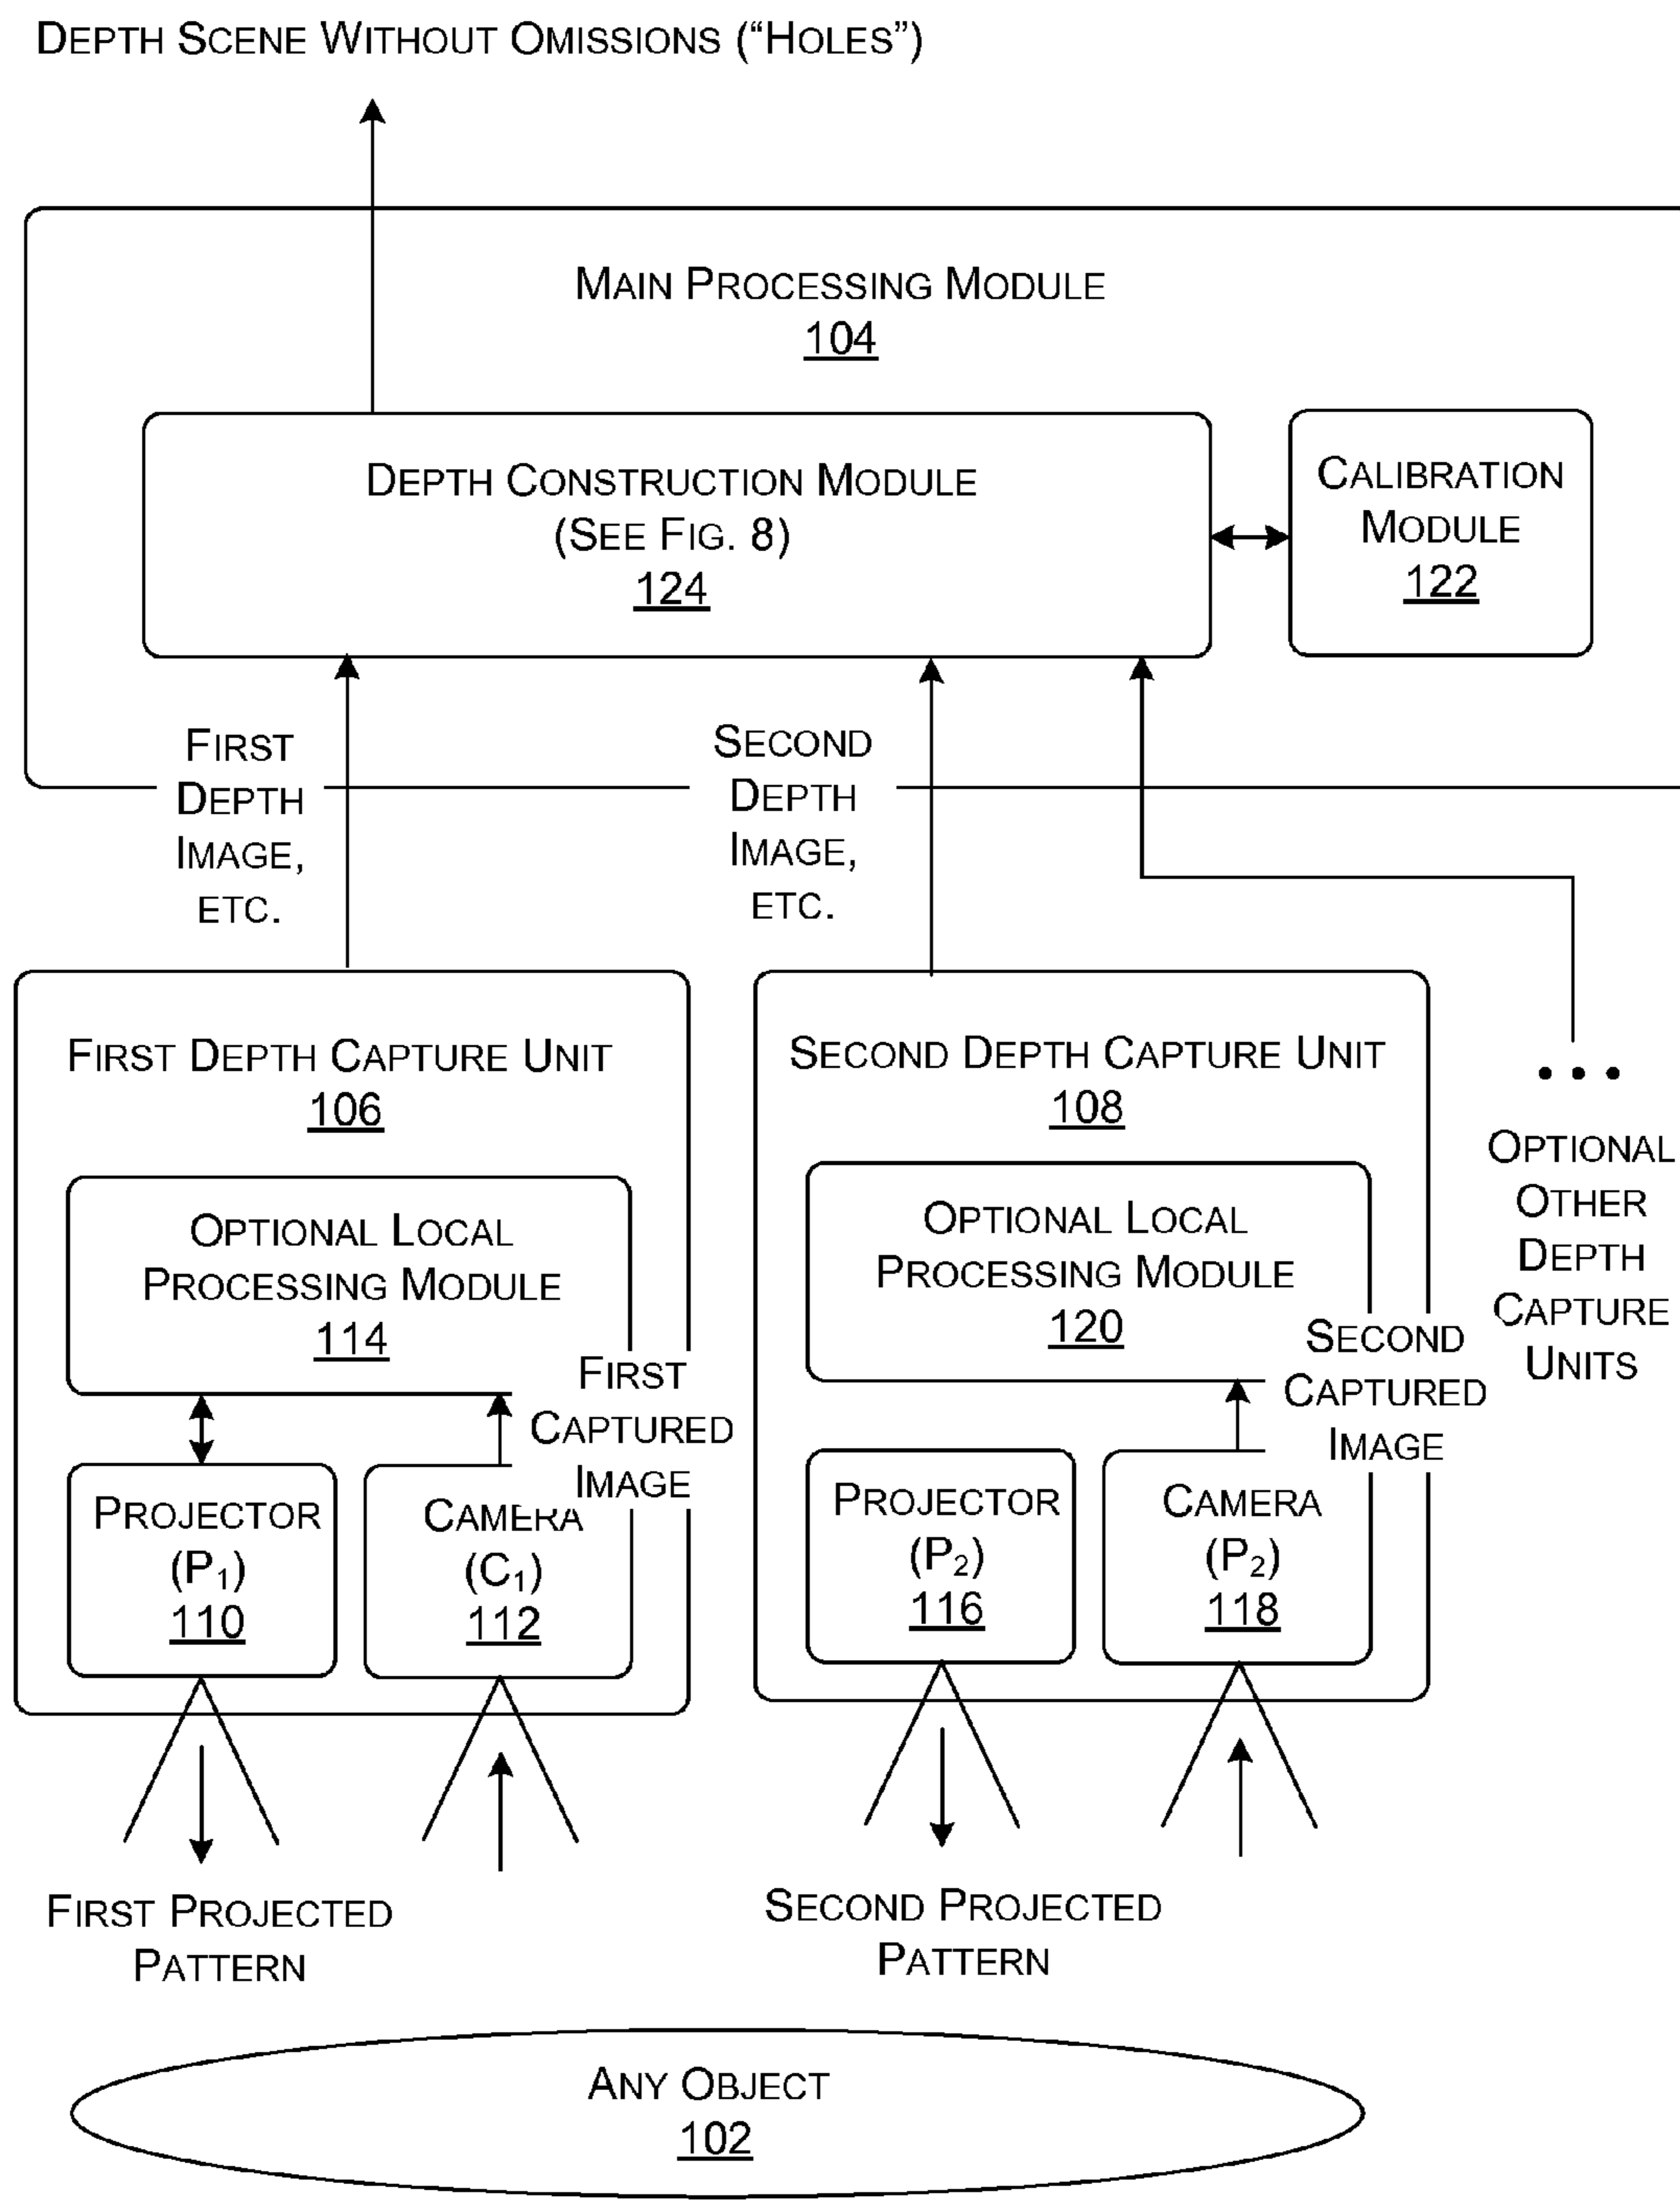 DEPTH SCENE WITHOUT OMISSIONS (“HOLES”)
MAIN PROCESSING MODULE
104
DEPTH CONSTRUCTION MODULE
(SEE FIG. 8)
124
CALIBRATION
MODULE
122
FIRST
DEPTH
IMAGE,
ETC.
SECOND
DEPTH
IMAGE,
ETC.
FIRST DEPTH CAPTURE UNIT
106
OPTIONAL LOCAL
PROCESSING MODULE
114
FIRST
CAPTURED
IMAGE
PROJECTOR
(P₁)
110
CAMERA
(C₁)
112
SECOND DEPTH CAPTURE UNIT
108
OPTIONAL LOCAL
PROCESSING MODULE
120
SECOND
CAPTURED
IMAGE
PROJECTOR
(P₂)
116
CAMERA
(P₂)
118
• • •
OPTIONAL
OTHER
DEPTH
CAPTURE
UNITS
FIRST PROJECTED
PATTERN
SECOND PROJECTED
PATTERN
ANY OBJECT
102